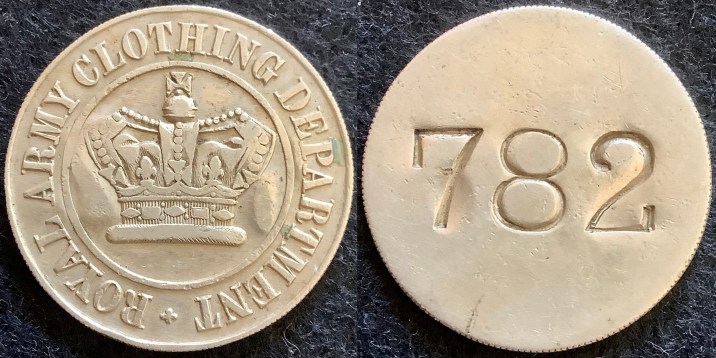 ROYAL ARMY CLOTHING DEPARTMENT
782